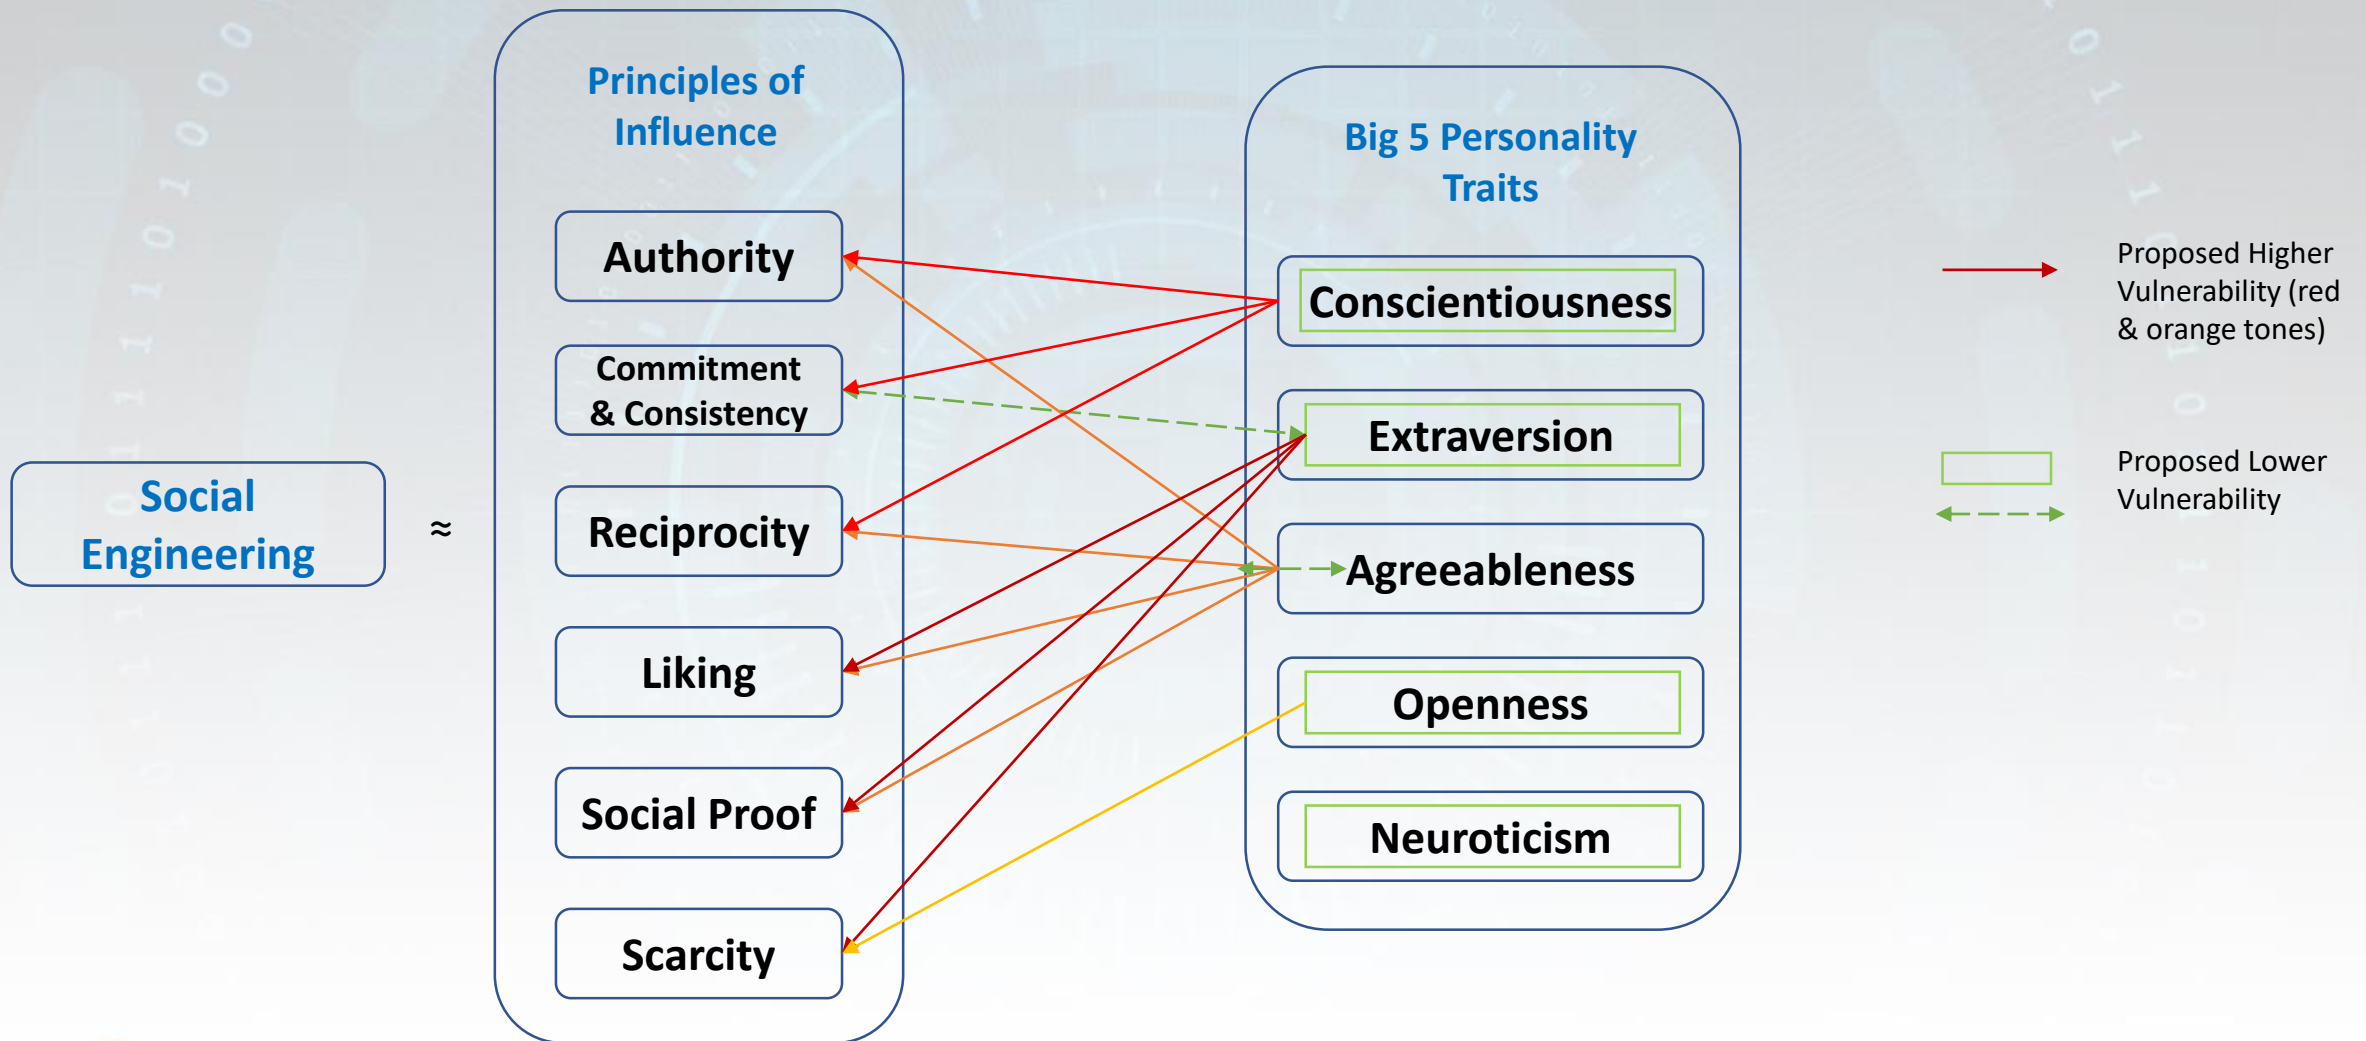 Principles of
Influence
Authority
Commitment
& Consistency
Reciprocity
Liking
Social Proof
Scarcity
Social
Engineering
≈
Big 5 Personality
Traits
Conscientiousness
Extraversion
Agreeableness
Openness
Neuroticism
Proposed Higher
Vulnerability (red
& orange tones)
Proposed Lower
Vulnerability